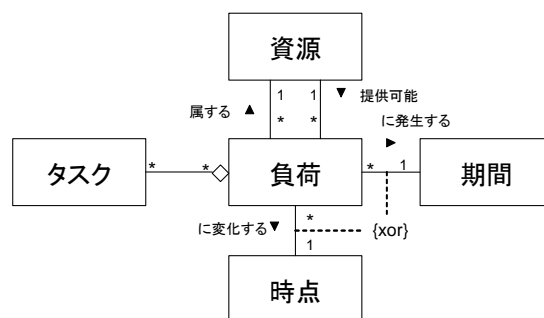 資源
1 1
属する ▲
▼ 提供可能
* *
に発生する
▶
タスク
* *
負荷
* 1
期間
に変化する ▼
*
1
{xor}
時点